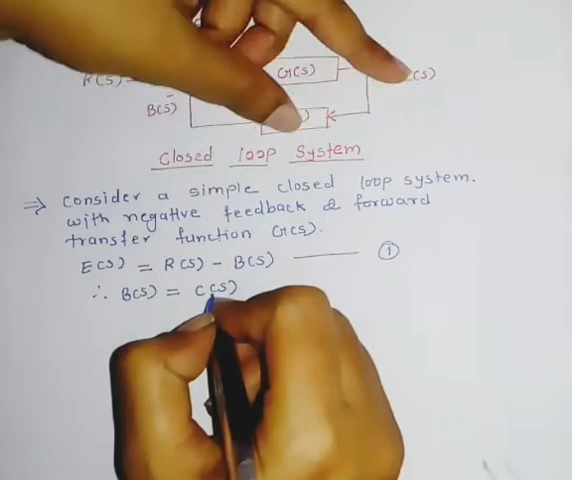 R(S)
G(S)
C(S)
B(S)
Closed loop System
⇒ Consider a simple closed loop system.
with negative feedback & forward
transfer function G(S).
E(S) = R(S) - B(S) ——— ①
∴ B(S) = C(S)